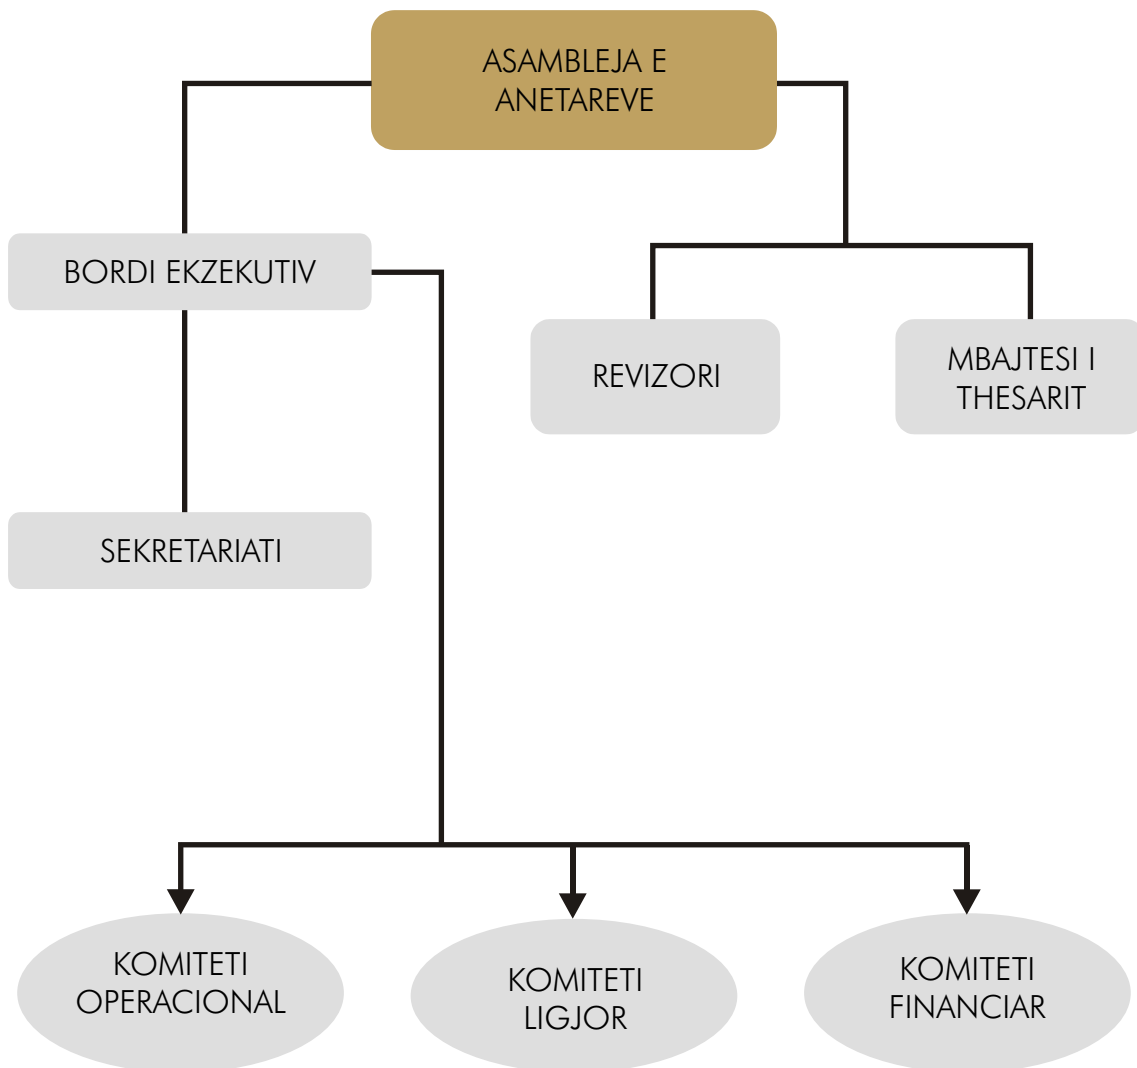 ASAMBLEJA E
ANETAREVE
BORDI EKZEKUTIV
REVIZORI
MBAJTESI I
THESARIT
SEKRETARIATI
KOMITETI
OPERACIONAL
KOMITETI
LIGJOR
KOMITETI
FINANCIAR